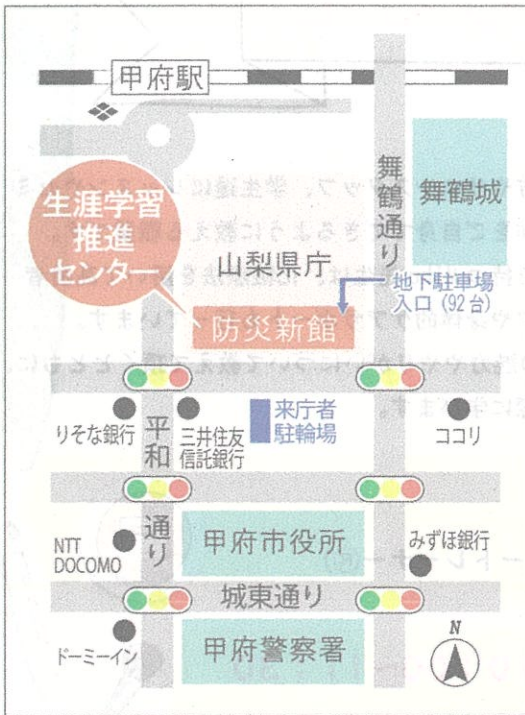 甲府駅
舞鶴通り
舞鶴城
生涯学習
推進
センター
山梨県庁
地下駐車場
入口（92台）
防災新館
りそな銀行
平和
通り
三井住友
信託銀行
来庁者
駐輪場
ココリ
NTT
DOCOMO
甲府市役所
みずほ銀行
城東通り
ドーミーイン
甲府警察署
N